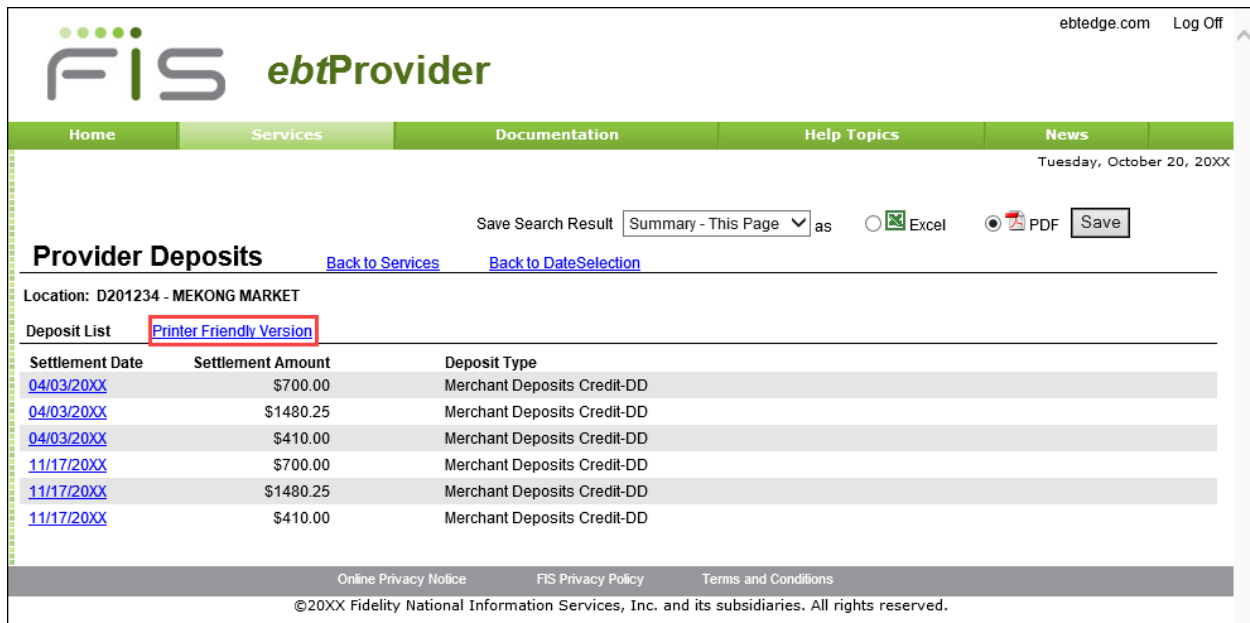 ebtedge.com Log Off
FIS ebtProvider
Home Services Documentation Help Topics News
Tuesday, October 20, 20XX
Save Search Result Summary - This Page as Excel PDF Save
Provider Deposits Back to Services Back to DateSelection
Location: D201234 - MEKONG MARKET
Deposit List Printer Friendly Version
Settlement Date Settlement Amount Deposit Type
04/03/20XX $700.00 Merchant Deposits Credit-DD
04/03/20XX $1480.25 Merchant Deposits Credit-DD
04/03/20XX $410.00 Merchant Deposits Credit-DD
11/17/20XX $700.00 Merchant Deposits Credit-DD
11/17/20XX $1480.25 Merchant Deposits Credit-DD
11/17/20XX $410.00 Merchant Deposits Credit-DD
Online Privacy Notice FIS Privacy Policy Terms and Conditions
©20XX Fidelity National Information Services, Inc. and its subsidiaries. All rights reserved.